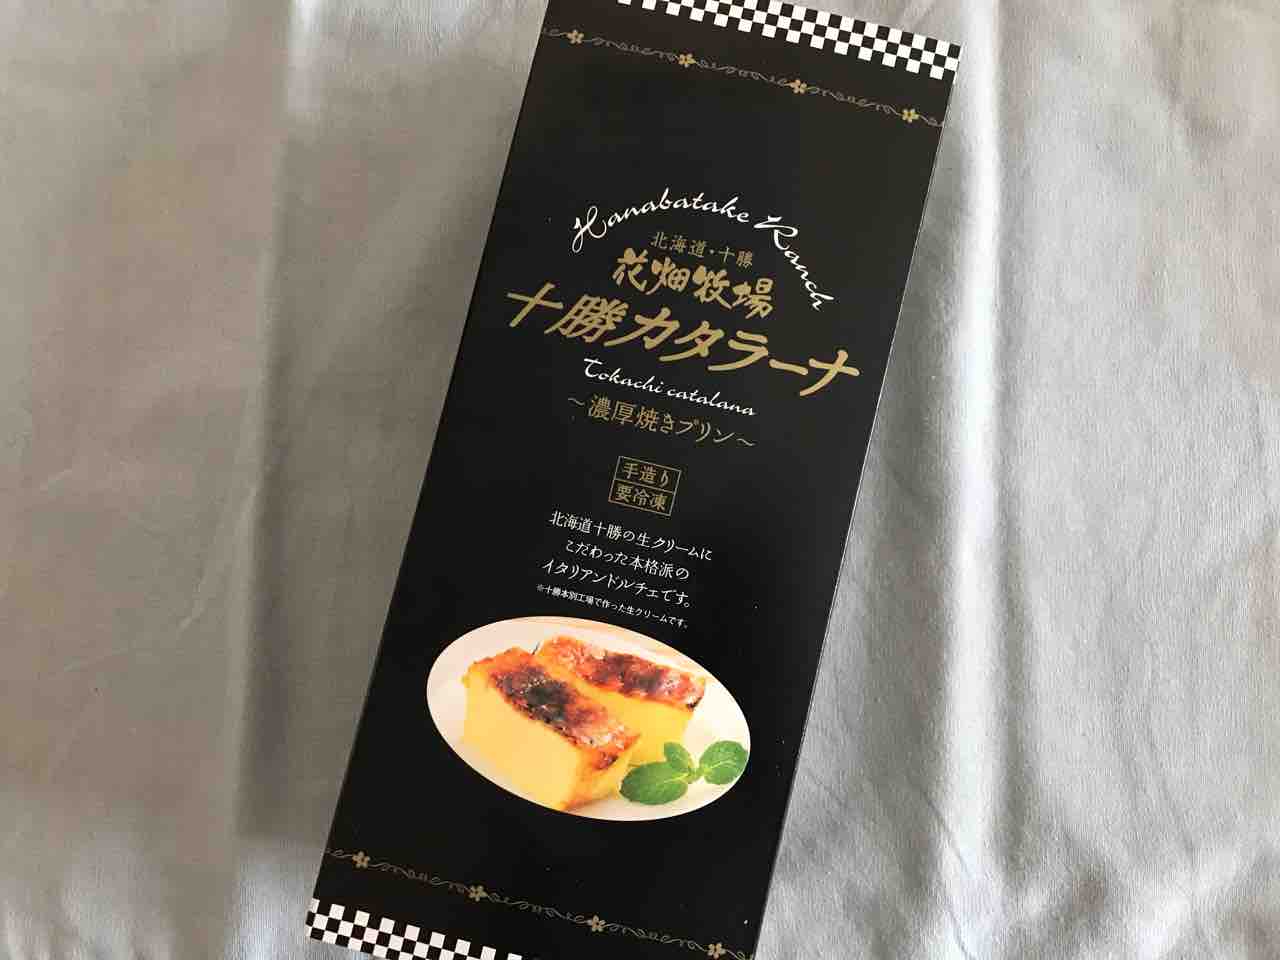 Hanabatake Ranch
北海道・十勝
花畑牧場
十勝カタラーナ
Tokachi catalana
～濃厚焼きプリン～
手造り
要冷凍
北海道十勝の生クリームに
こだわった本格派の
イタリアンドルチェです。
※十勝本別工場で作った生クリームです。